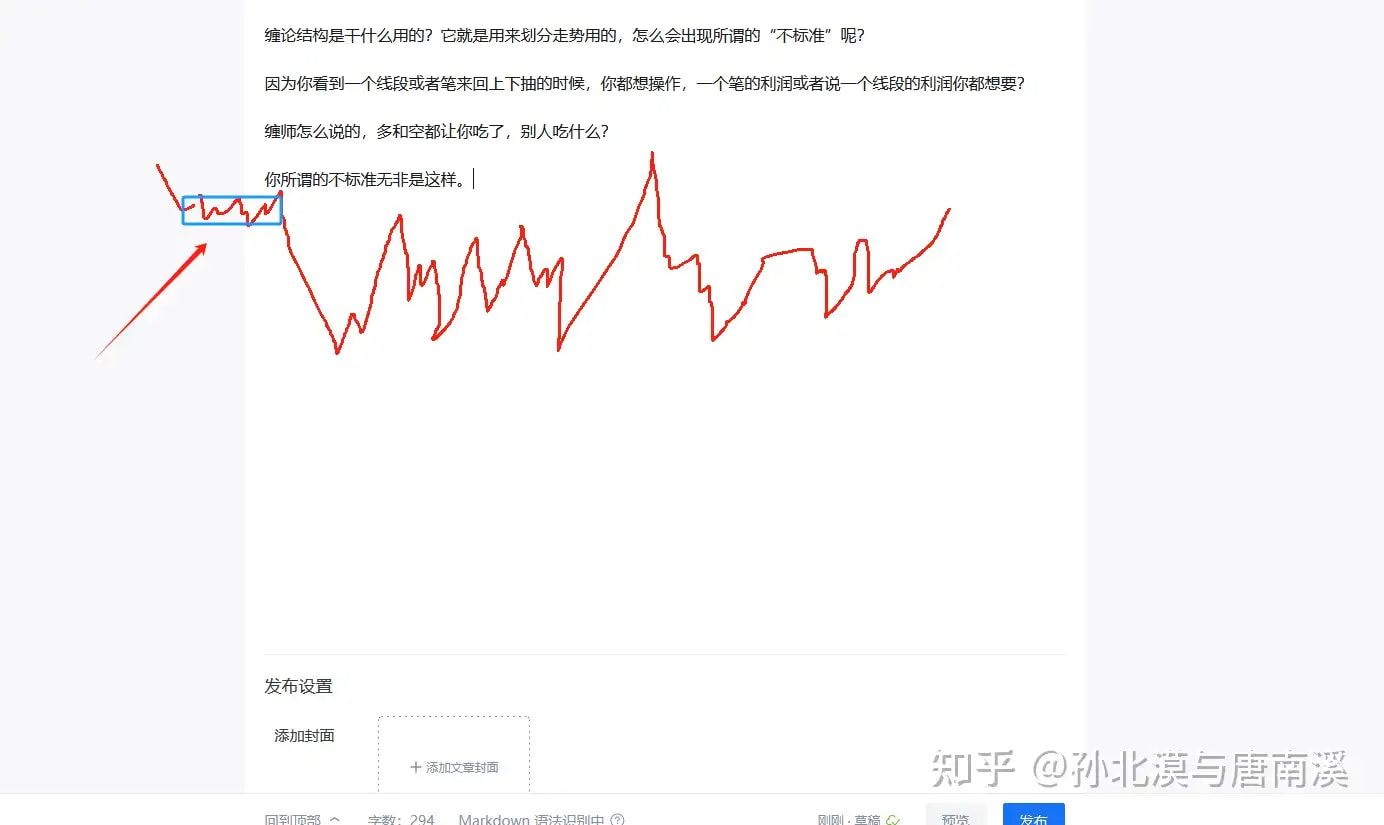 缠论结构是干什么用的？它就是用来划分走势用的，怎么会出现所谓的“不标准”呢？
因为你看到一个线段或者笔来回上下抽的时候，你都想操作，一个笔的利润或者说一个线段的利润你都想要？
缠师怎么说的，多和空都让你吃了，别人吃什么？
你所谓的不标准无非是这样。
发布设置
添加封面
+ 添加文章封面
知乎 @孙北漠与唐南溪
回到顶部 字数：294 Markdown 语法识别中 刚刚 · 草稿 预览 发布